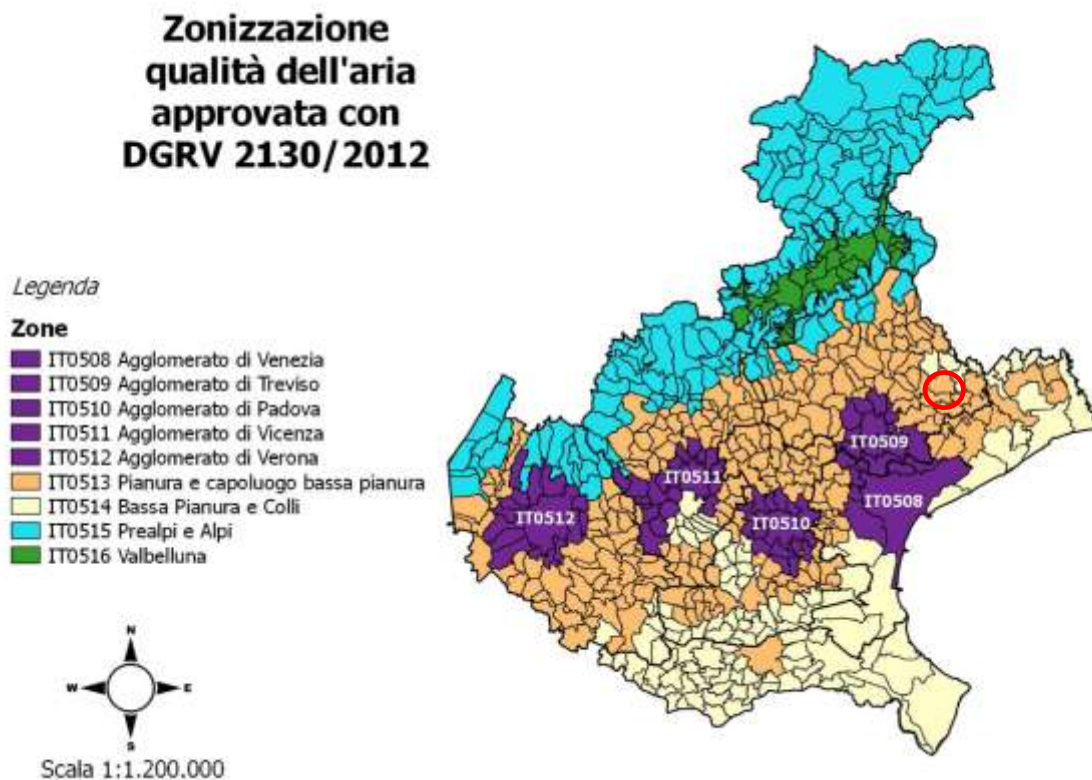 Zonizzazione
qualità dell'aria
approvata con
DGRV 2130/2012
Legenda
Zone
IT0508 Agglomerato di Venezia
IT0509 Agglomerato di Treviso
IT0510 Agglomerato di Padova
IT0511 Agglomerato di Vicenza
IT0512 Agglomerato di Verona
IT0513 Pianura e capoluogo bassa pianura
IT0514 Bassa Pianura e Colli
IT0515 Prealpi e Alpi
IT0516 Valbelluna
IT0509
IT0511
IT0508
IT0512
IT0510
N
W E
S
Scala 1:1.200.000